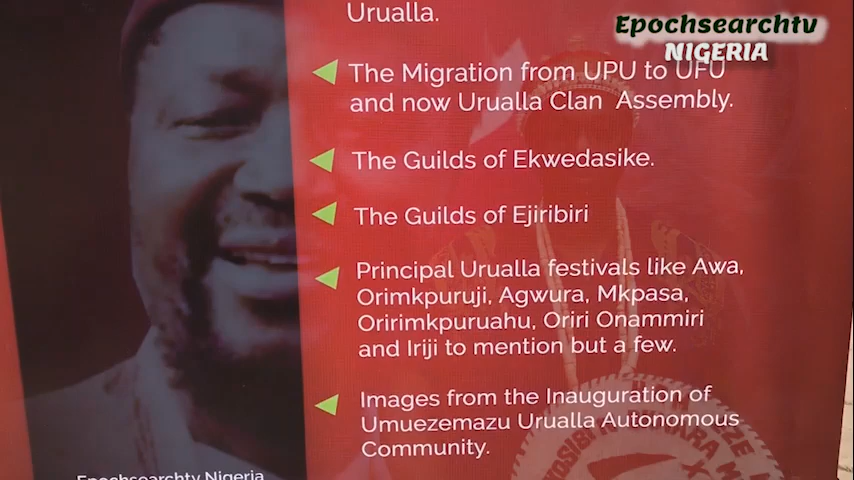 Urualla.
Epochsearchtv
NIGERIA
The Migration from UPU to UFU
and now Urualla Clan Assembly.
The Guilds of Ekwedasike.
The Guilds of Ejiribiri
Principal Urualla festivals like Awa,
Orimkpuruji, Agwura, Mkpasa,
Oririmkpuruahu, Oriri Onammiri
and Iriji to mention but a few.
Images from the Inauguration of
Umuezemazu Urualla Autonomous
Community.
Epochsearchtv Nigeria